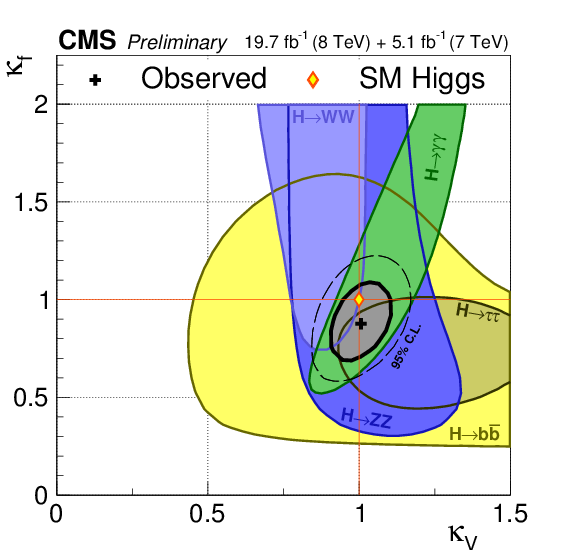 CMS Preliminary 19.7 fb⁻¹ (8 TeV) + 5.1 fb⁻¹ (7 TeV)
κf
Observed SM Higgs
2
H→WW
H→γγ
1.5
1
H→ττ
95% C.L.
0.5
H→ZZ
H→bb̅
0
0 0.5 1 1.5
κV